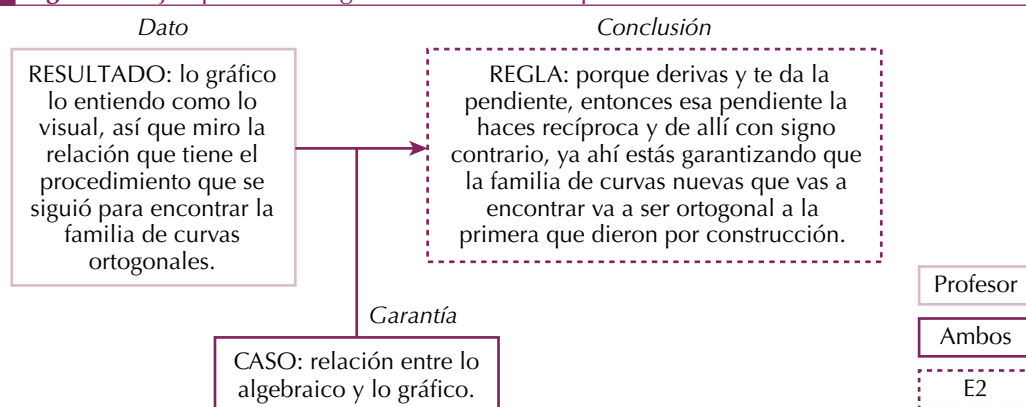 Dato
Conclusión
RESULTADO: lo gráfico
lo entiendo como lo
visual, así que miro la
relación que tiene el
procedimiento que se
siguió para encontrar la
familia de curvas
ortogonales.
REGLA: porque derivas y te da la
pendiente, entonces esa pendiente la
haces recíproca y de allí con signo
contrario, ya ahí estás garantizando que
la familia de curvas nuevas que vas a
encontrar va a ser ortogonal a la
primera que dieron por construcción.
Garantía
CASO: relación entre lo
algebraico y lo gráfico.
Profesor
Ambos
E2